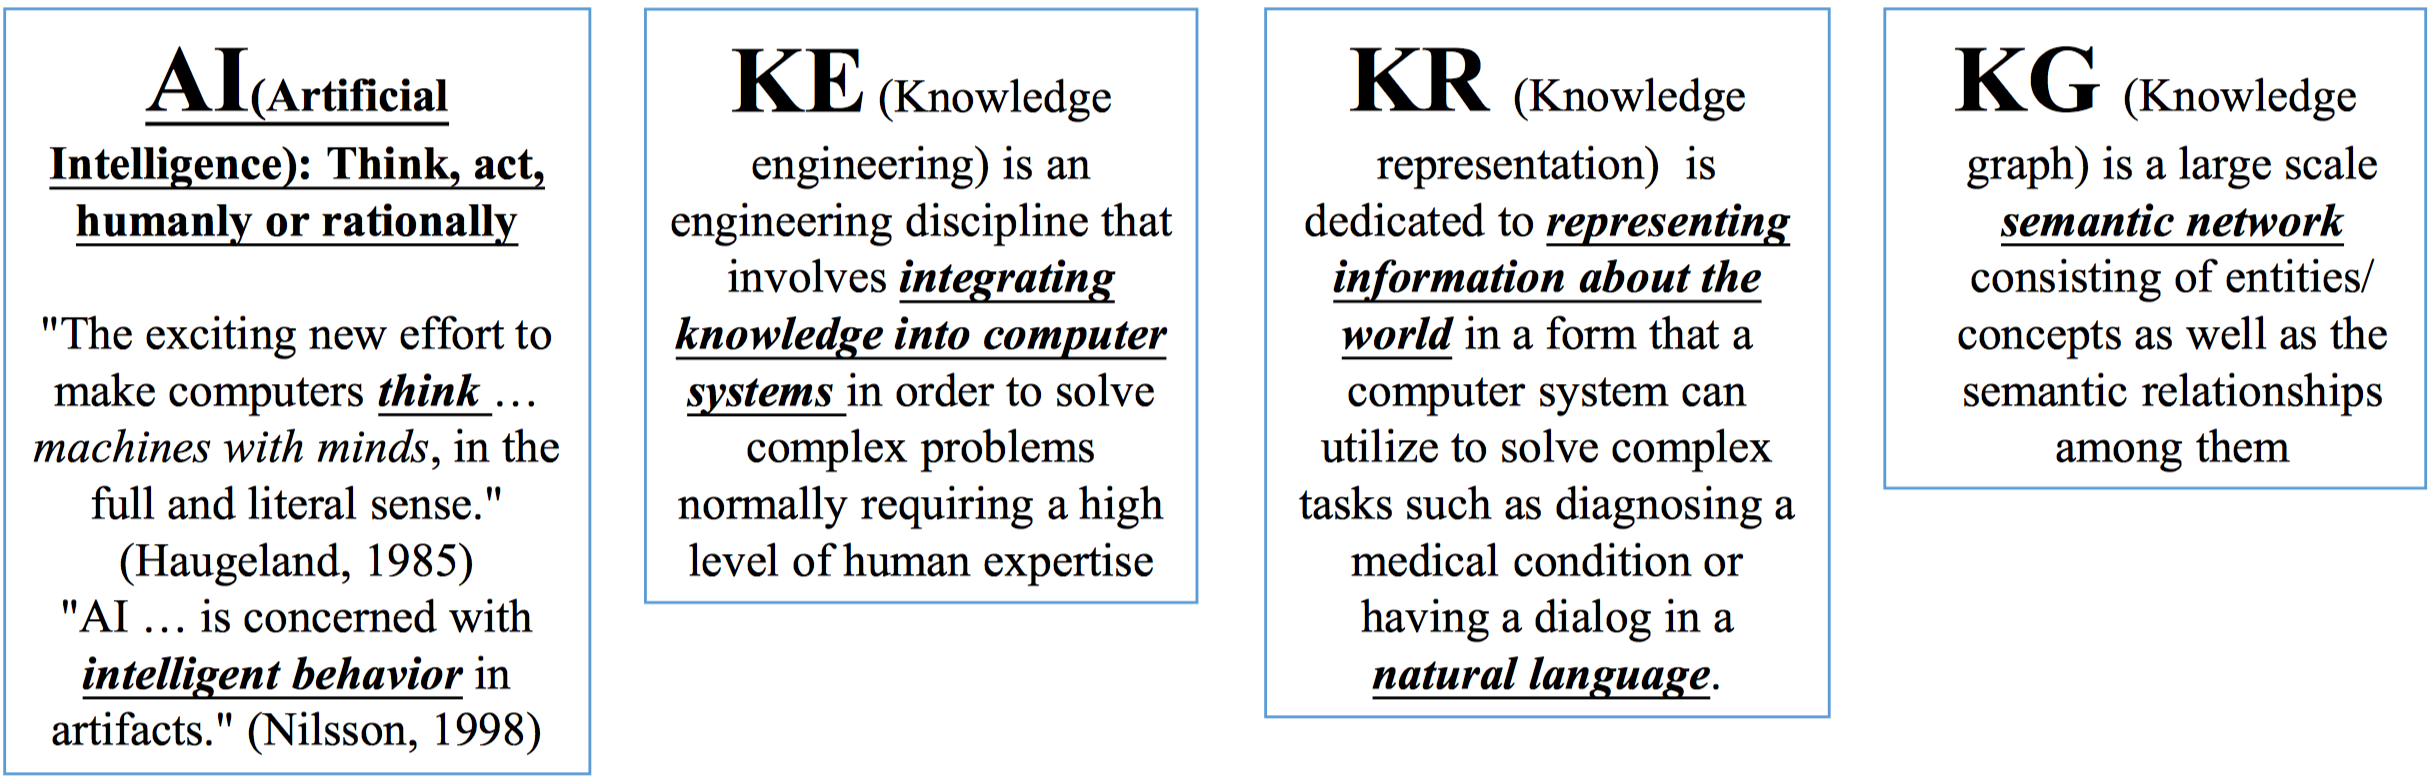 AI(Artificial
Intelligence): Think, act,
humanly or rationally
"The exciting new effort to
make computers think …
machines with minds, in the
full and literal sense."
(Haugeland, 1985)
"AI … is concerned with
intelligent behavior in
artifacts." (Nilsson, 1998)
KE (Knowledge
engineering) is an
engineering discipline that
involves integrating
knowledge into computer
systems in order to solve
complex problems
normally requiring a high
level of human expertise
KR (Knowledge
representation) is
dedicated to representing
information about the
world in a form that a
computer system can
utilize to solve complex
tasks such as diagnosing a
medical condition or
having a dialog in a
natural language.
KG (Knowledge
graph) is a large scale
semantic network
consisting of entities/
concepts as well as the
semantic relationships
among them